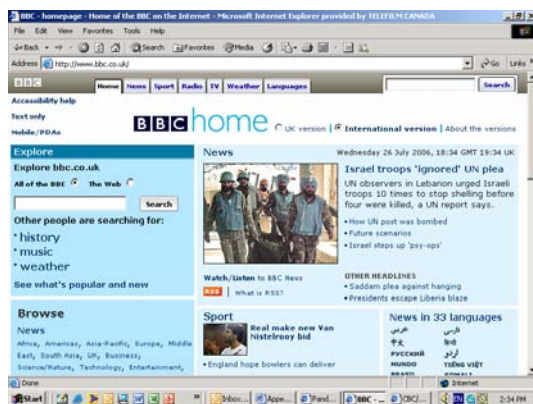 BBC - homepage - Home of the BBC on the Internet - Microsoft Internet Explorer provided by TELEFILM CANADA
File Edit View Favorites Tools Help
Back Search Favorites Media
Address http://www.bbc.co.uk/ Go Links
BBC Home News Sport Radio TV Weather Languages Search
Accessibility help
Text only
Mobile/PDAs
BBC home UK version International version | About the versions
Explore
Explore bbc.co.uk
All of the BBC The Web
Search
Other people are searching for:
history
music
weather
See what's popular and new
Browse
News
Africa, Americas, Asia-Pacific, Europe, Middle
East, South Asia, UK, Business,
Science/Nature, Technology, Entertainment,
News Wednesday 26 July 2006, 18:34 GMT 19:34 UK
Israel troops 'ignored' UN plea
UN observers in Lebanon urged Israeli
troops 10 times to stop shelling before
four were killed, a UN report says.
How UN post was bombed
Future scenarios
Israel steps up 'psy-ops'
Watch/Listen to BBC News
RSS | What is RSS?
OTHER HEADLINES
Saddam plea against hanging
Presidents escape Liberia blaze
Sport
Real make new Van
Nistelrooy bid
England hope bowlers can deliver
News in 33 languages
عربي فارسی
中文 हिन्दी
РУССКИЙ اردو
MUNDO TIẾNG VIỆT
BRASIL SOMALI
Done Internet
Start Inbox... Appe... Pand... BBC - ... CBC/... 2:34 PM